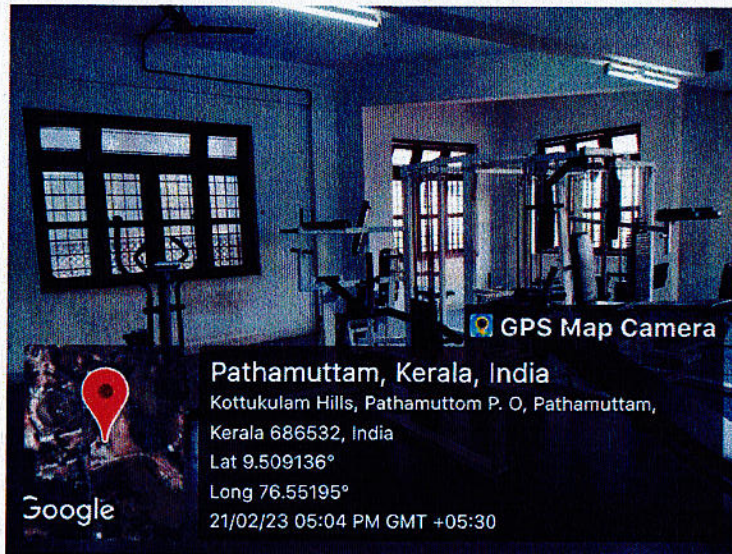 GPS Map Camera
Pathamuttam, Kerala, India
Kottukulam Hills, Pathamuttom P. O, Pathamuttam,
Kerala 686532, India
Lat 9.509136°
Long 76.55195°
21/02/23 05:04 PM GMT +05:30
Google